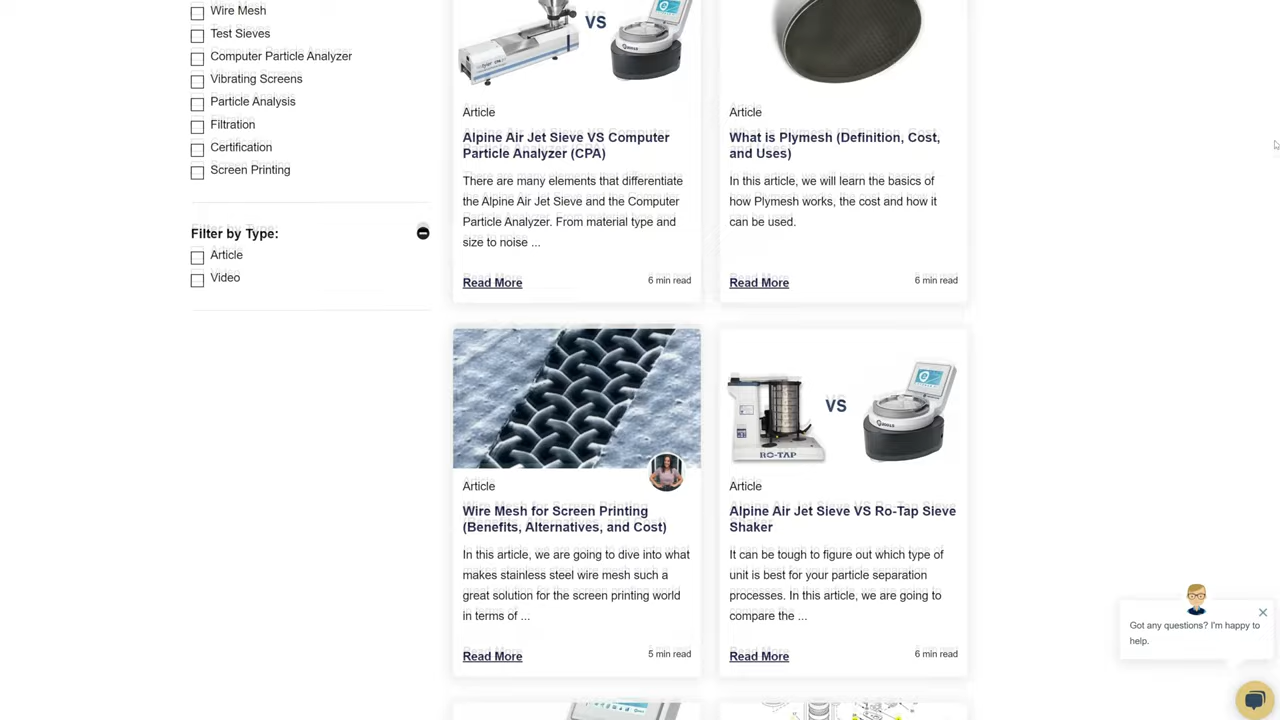 Wire Mesh
Test Sieves
Computer Particle Analyzer
Vibrating Screens
Particle Analysis
Filtration
Certification
Screen Printing
Filter by Type:
Article
Video
VS
Article
Alpine Air Jet Sieve VS Computer
Particle Analyzer (CPA)
There are many elements that differentiate
the Alpine Air Jet Sieve and the Computer
Particle Analyzer. From material type and
size to noise ...
Read More
6 min read
Article
What is Plymesh (Definition, Cost,
and Uses)
In this article, we will learn the basics of
how Plymesh works, the cost and how it
can be used.
Read More
6 min read
Article
Wire Mesh for Screen Printing
(Benefits, Alternatives, and Cost)
In this article, we are going to dive into what
makes stainless steel wire mesh such a
great solution for the screen printing world
in terms of ...
Read More
5 min read
VS
RO-TAP
Article
Alpine Air Jet Sieve VS Ro-Tap Sieve
Shaker
It can be tough to figure out which type of
unit is best for your particle separation
processes. In this article, we are going to
compare the ...
Read More
6 min read
Got any questions? I'm happy to
help.